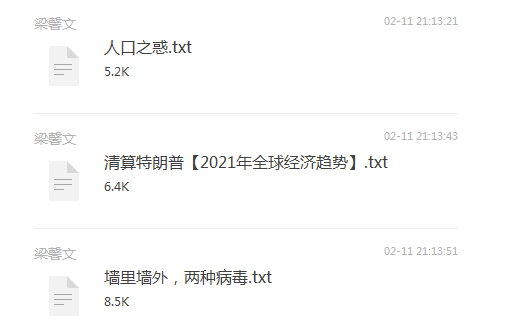 梁馨文 02-11 21:13:21
人口之惑.txt
5.2K
梁馨文 02-11 21:13:43
清算特朗普【2021年全球经济趋势】.txt
6.4K
梁馨文 02-11 21:13:51
墙里墙外，两种病毒.txt
8.5K